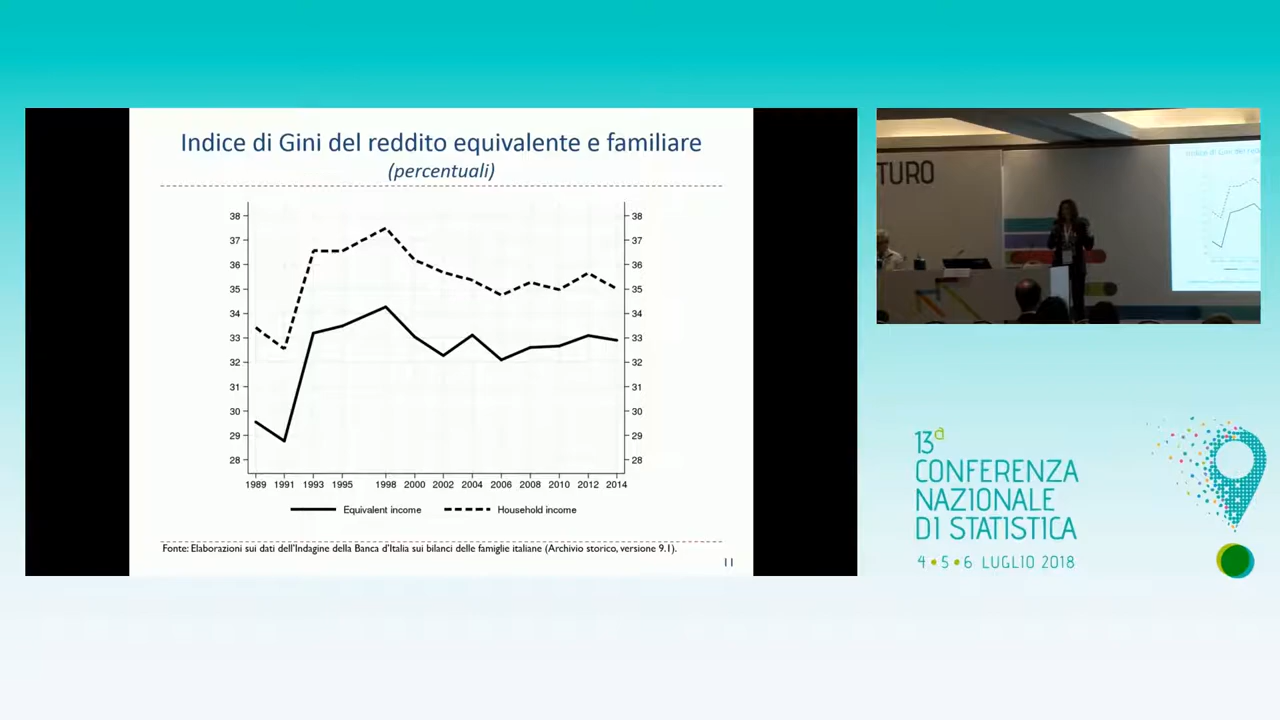 Indice di Gini del reddito equivalente e familiare
(percentuali)
38 38
37 37
36 36
35 35
34 34
33 33
32 32
31 31
30 30
29 29
28 28
1989 1991 1993 1995 1998 2000 2002 2004 2006 2008 2010 2012 2014
Equivalent income Household income
Fonte: Elaborazioni sui dati dell'Indagine della Banca d'Italia sui bilanci delle famiglie italiane (Archivio storico, versione 9.1).
11
TURO
13a
CONFERENZA
NAZIONALE
DI STATISTICA
4•5•6 LUGLIO 2018